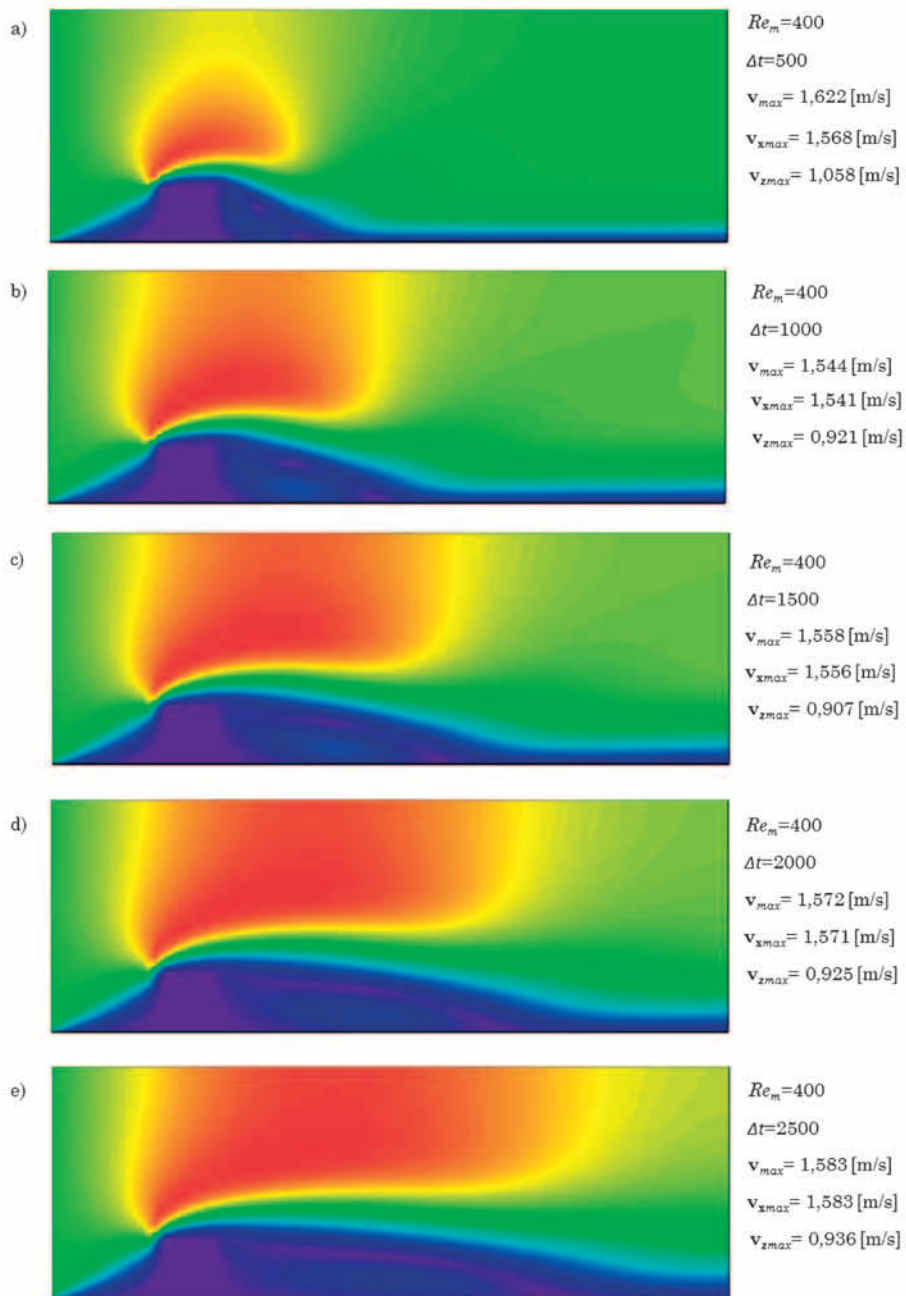 a)
Re_m=400
Δt=500
v_max= 1,622 [m/s]
v_xmax= 1,568 [m/s]
v_zmax= 1,058 [m/s]
b)
Re_m=400
Δt=1000
v_max= 1,544 [m/s]
v_xmax= 1,541 [m/s]
v_zmax= 0,921 [m/s]
c)
Re_m=400
Δt=1500
v_max= 1,558 [m/s]
v_xmax= 1,556 [m/s]
v_zmax= 0,907 [m/s]
d)
Re_m=400
Δt=2000
v_max= 1,572 [m/s]
v_xmax= 1,571 [m/s]
v_zmax= 0,925 [m/s]
e)
Re_m=400
Δt=2500
v_max= 1,583 [m/s]
v_xmax= 1,583 [m/s]
v_zmax= 0,936 [m/s]